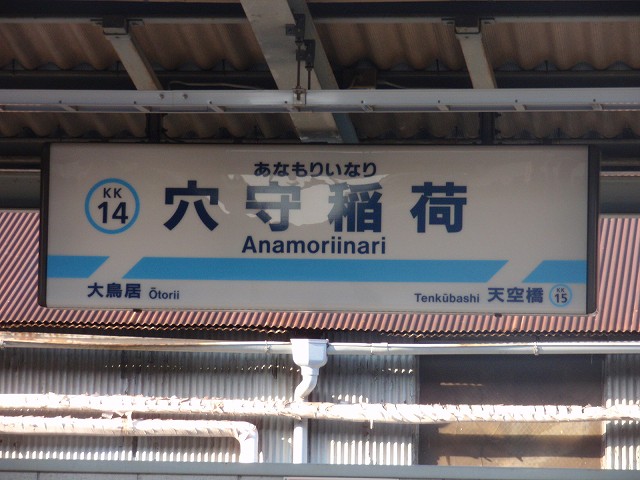 あなもりいなり
KK
14
穴守稲荷
Anamoriinari
大鳥居 Ōtorii
Tenkūbashi 天空橋 KK 15